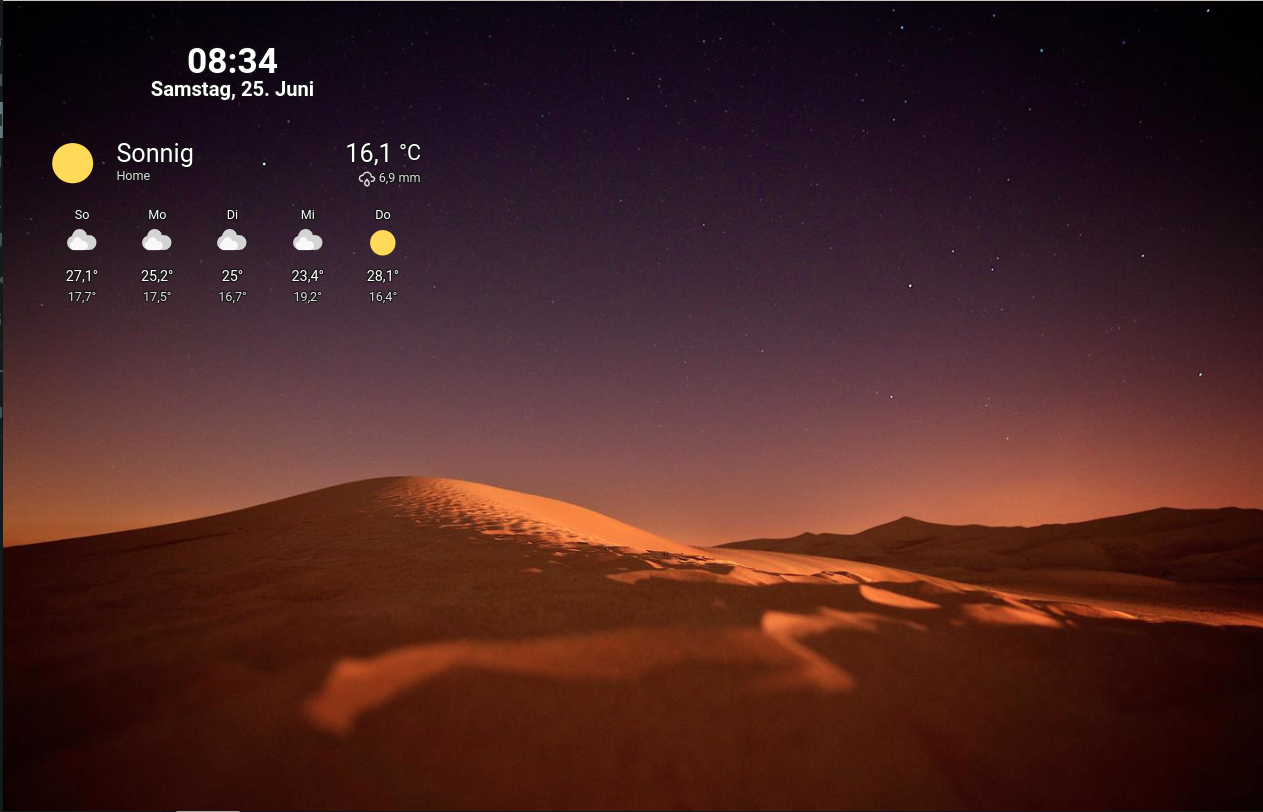 08:34
Samstag, 25. Juni
Sonnig 16,1 °C
Home 6,9 mm
So Mo Di Mi Do
27,1° 25,2° 25° 23,4° 28,1°
17,7° 17,5° 16,7° 19,2° 16,4°